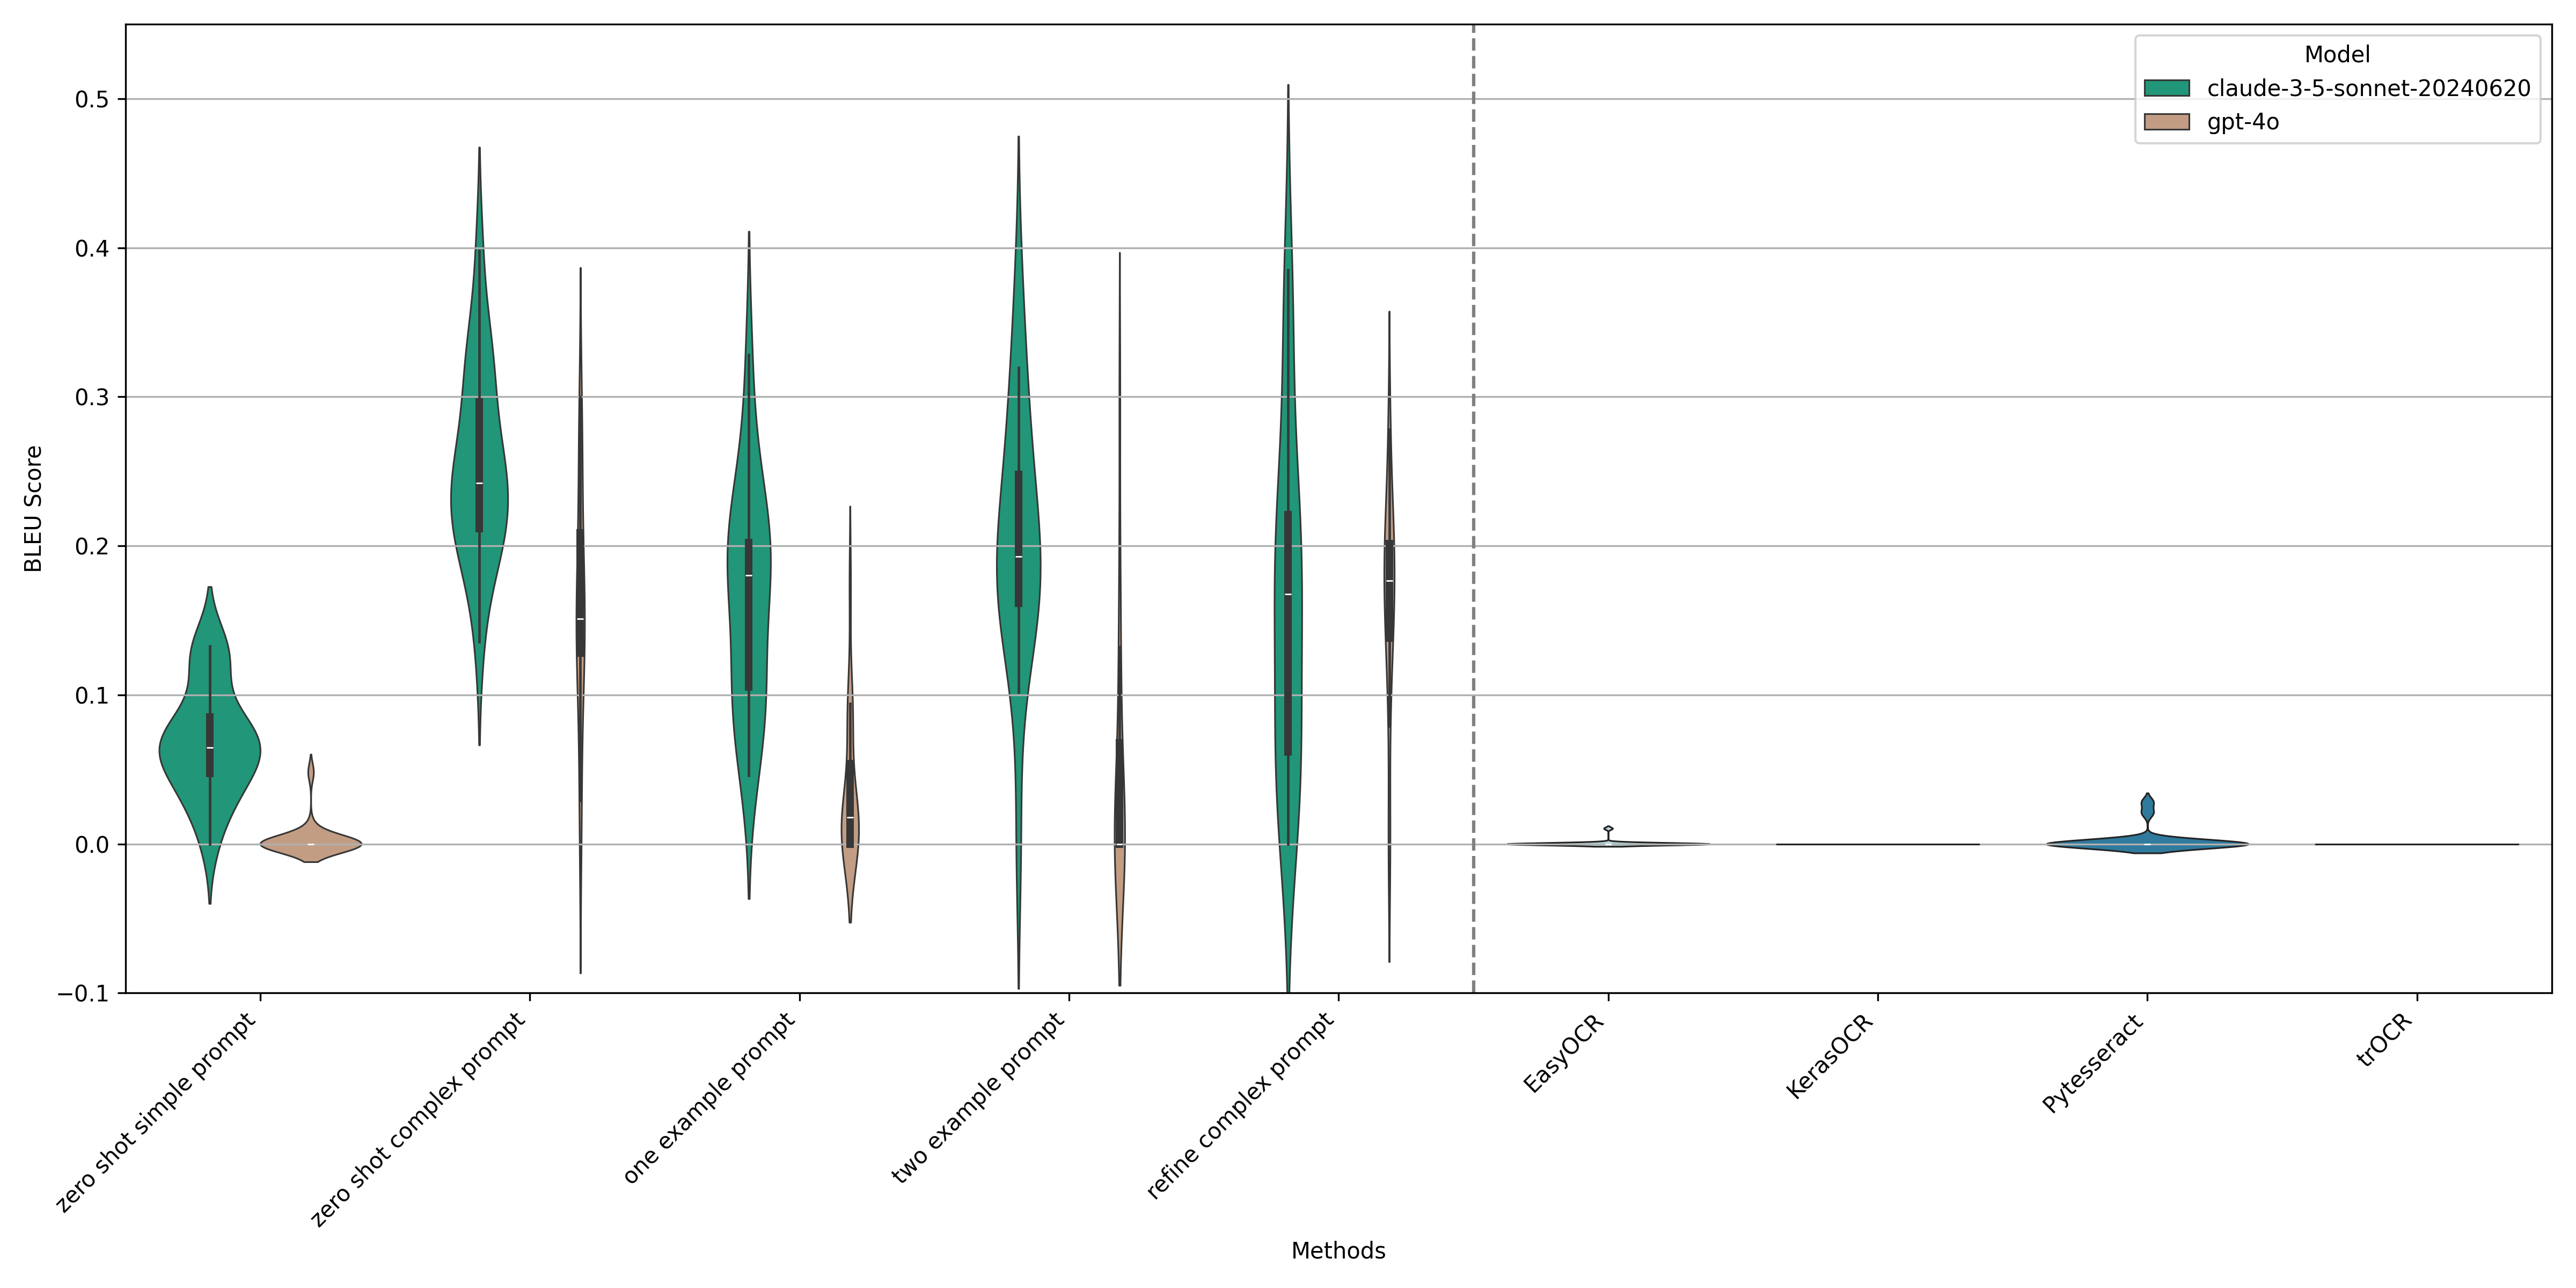 Model
claude-3-5-sonnet-20240620
gpt-4o
BLEU Score
0.5
0.4
0.3
0.2
0.1
0.0
−0.1
zero shot simple prompt
zero shot complex prompt
one example prompt
two example prompt
refine complex prompt
EasyOCR
KerasOCR
Pytesseract
trOCR
Methods